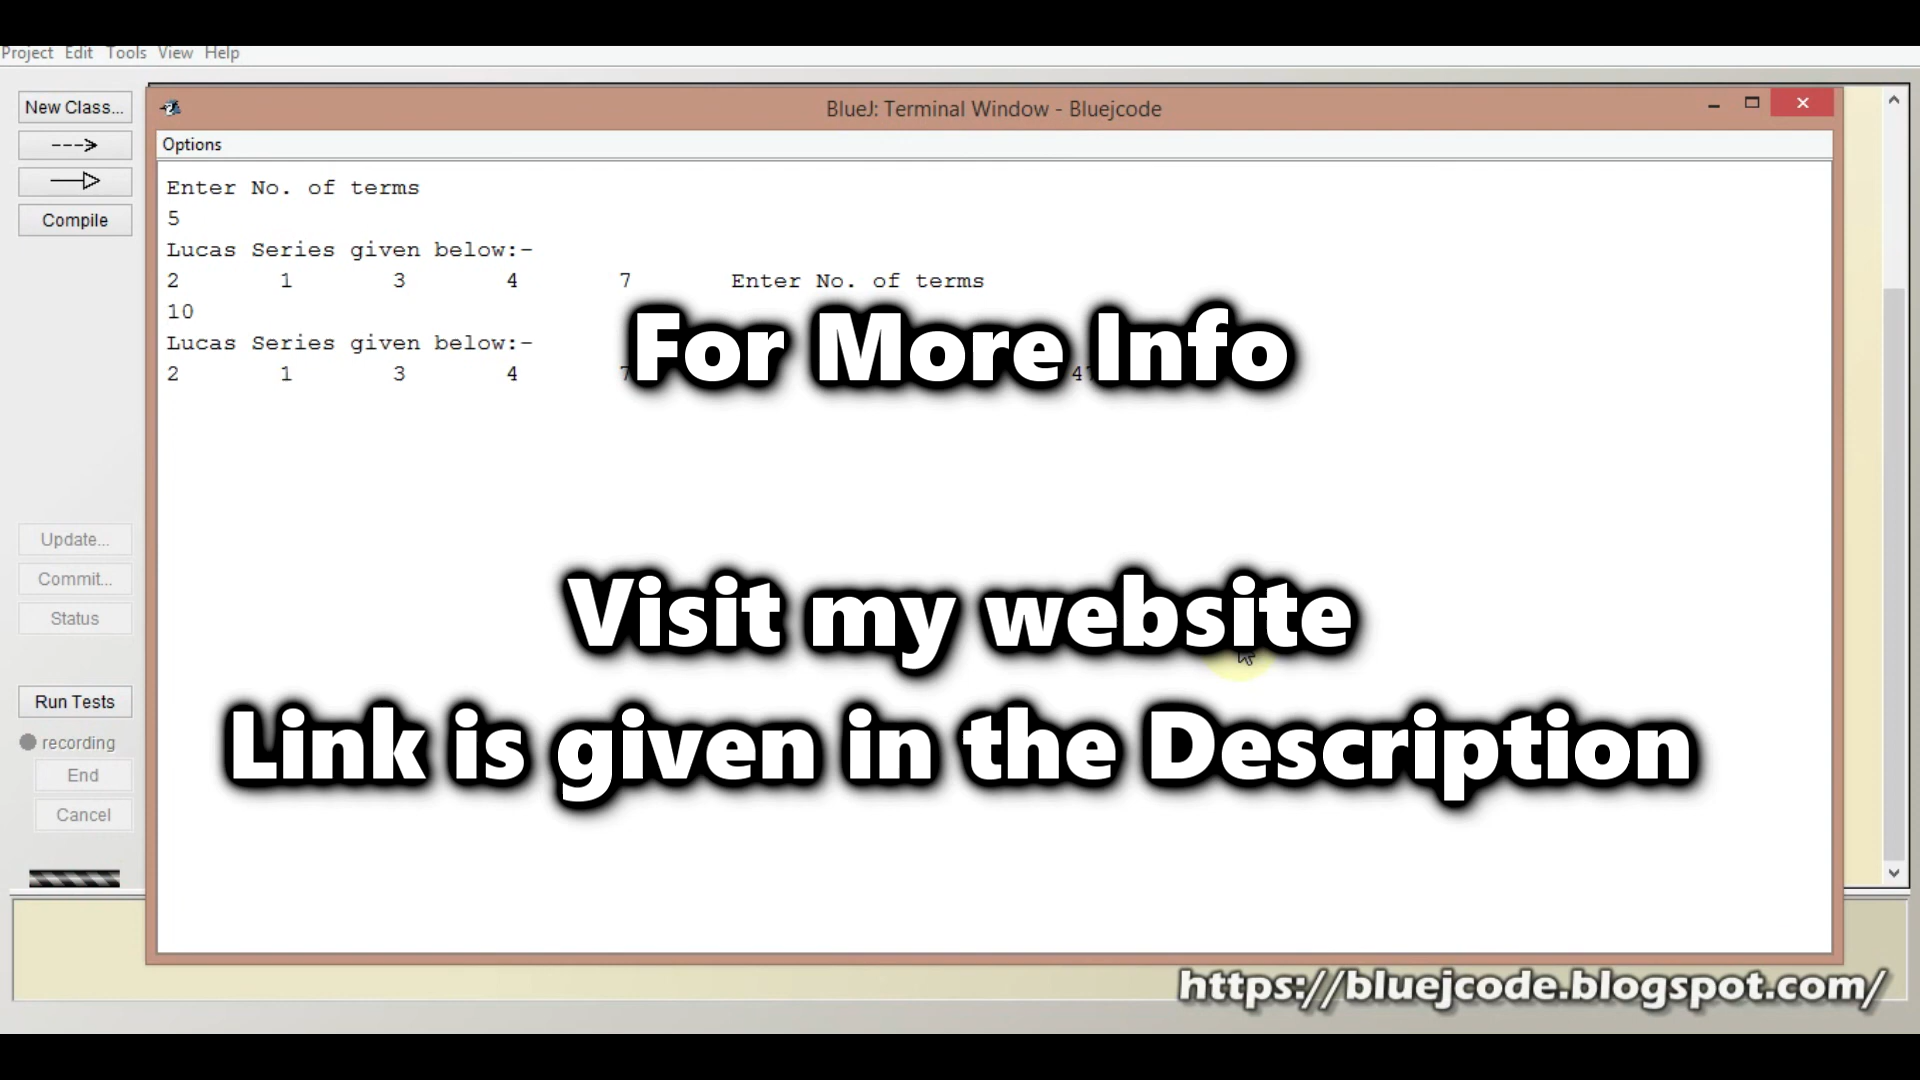 Project Edit Tools View Help
New Class...
BlueJ: Terminal Window - Bluejcode
Options
Compile
Enter No. of terms
5
Lucas Series given below:-
2 1 3 4 7 Enter No. of terms
10
Lucas Series given below:-
2 1 3 4 7
For More Info
Visit my website
Link is given in the Description
Update...
Commit...
Status
Run Tests
recording
End
Cancel
https://bluejcode.blogspot.com/